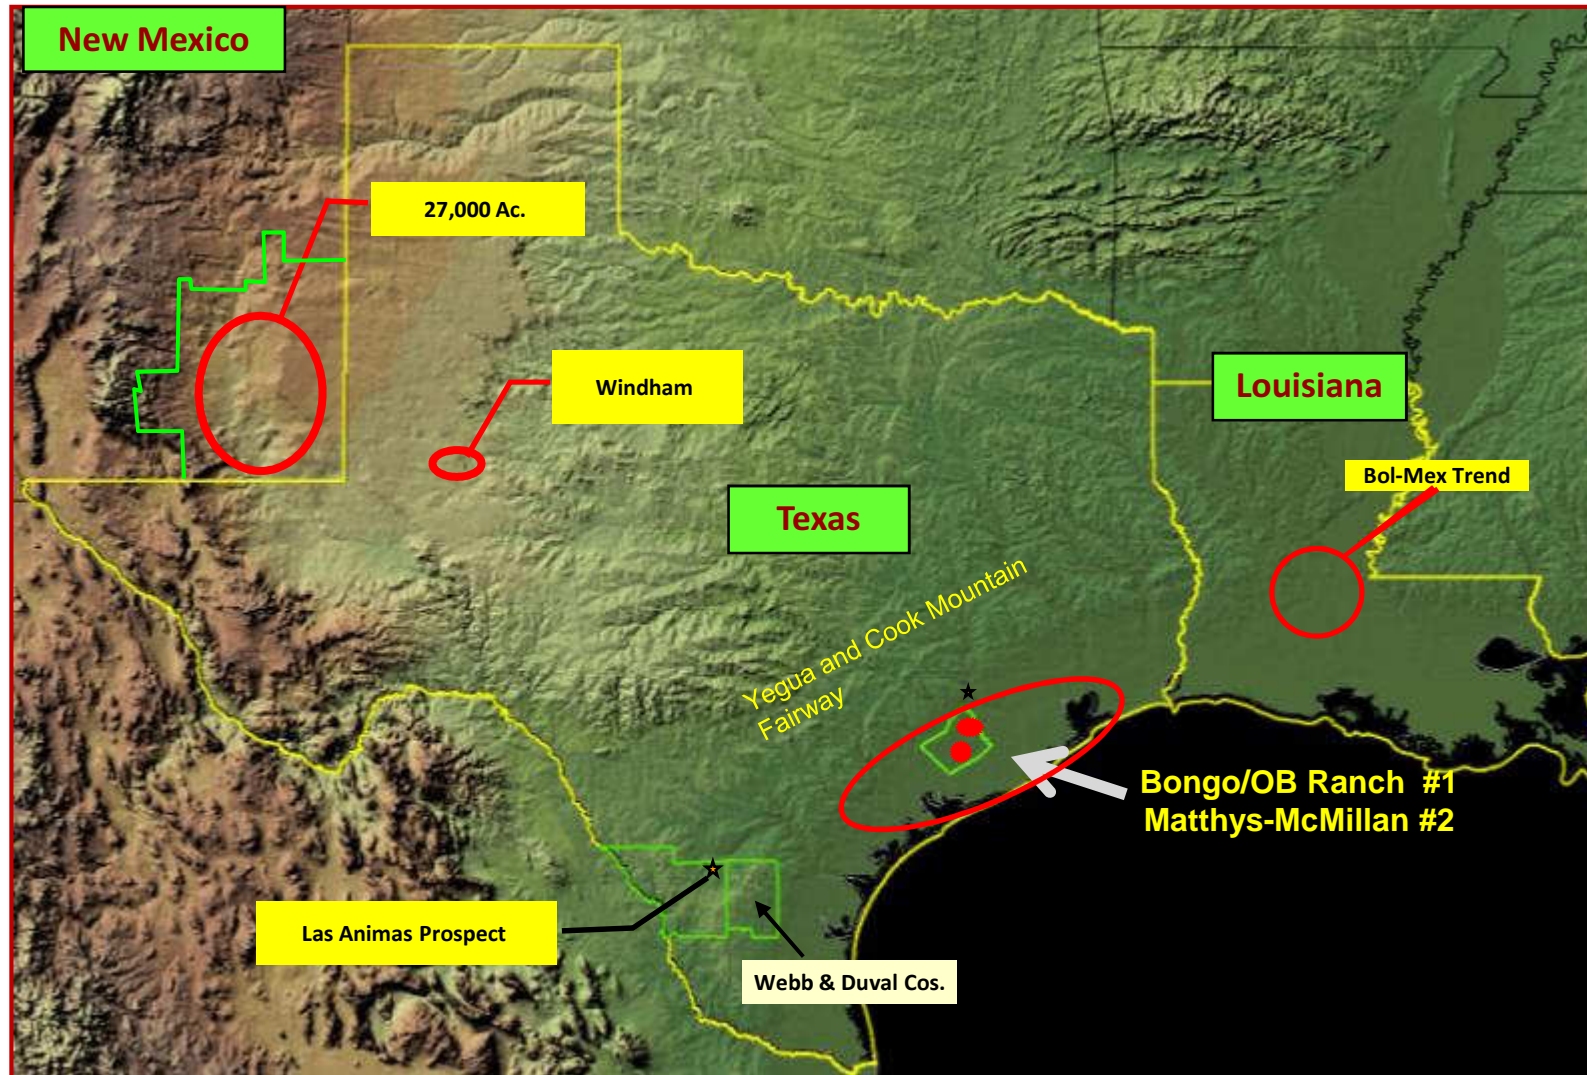 New Mexico
27,000 Ac.
Windham
Louisiana
Bol-Mex Trend
Texas
Yegua and Cook Mountain
Fairway
Bongo/OB Ranch #1
Matthys-McMillan #2
Las Animas Prospect
Webb & Duval Cos.